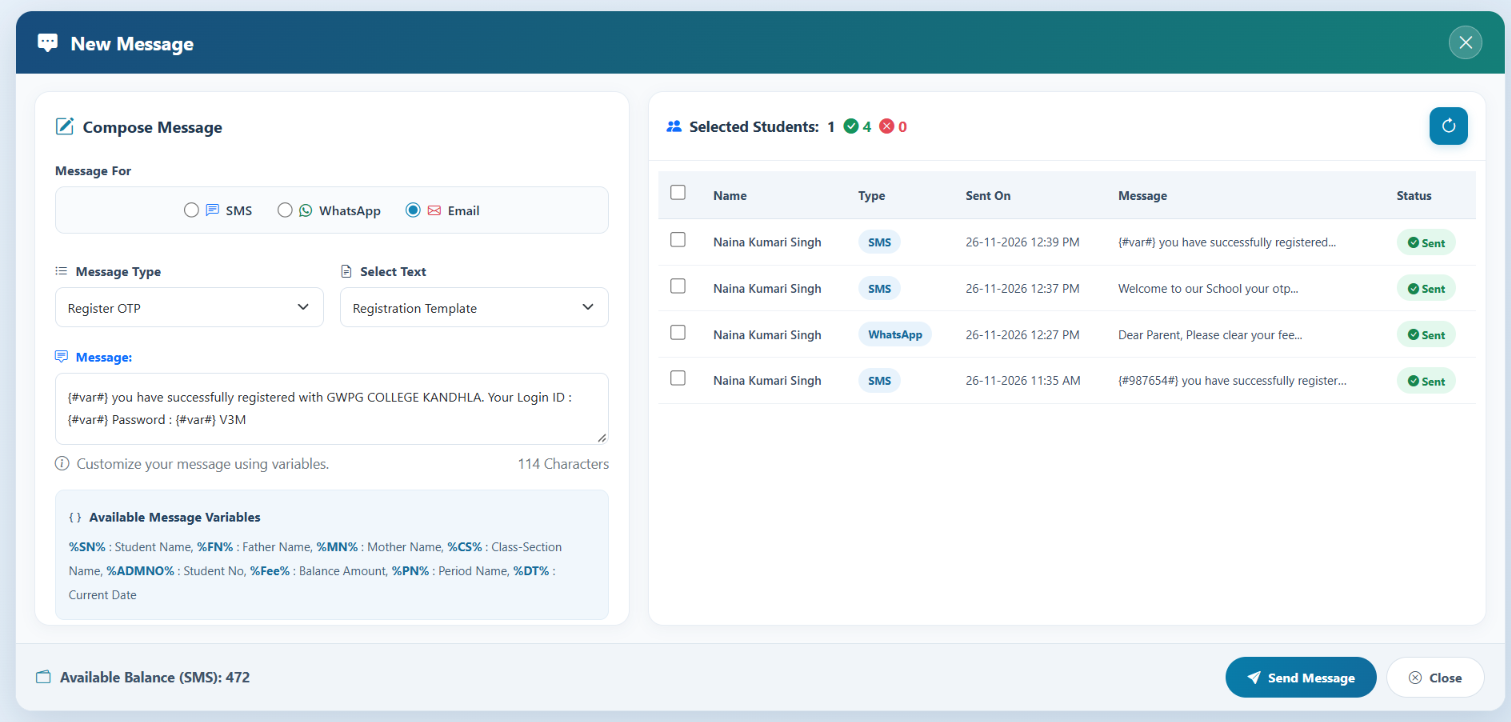 New Message
Compose Message
Message For
SMS WhatsApp Email
Message Type Select Text
Register OTP Registration Template
Message:
{#var#} you have successfully registered with GWPG COLLEGE KANDHLA. Your Login ID :
{#var#} Password : {#var#} V3M
Customize your message using variables. 114 Characters
{ } Available Message Variables
%SN% : Student Name, %FN% : Father Name, %MN% : Mother Name, %CS% : Class-Section
Name, %ADMNO% : Student No, %Fee% : Balance Amount, %PN% : Period Name, %DT% :
Current Date
Selected Students: 1 4 0
Name Type Sent On Message Status
Naina Kumari Singh SMS 26-11-2026 12:39 PM {#var#} you have successfully registered... Sent
Naina Kumari Singh SMS 26-11-2026 12:37 PM Welcome to our School your otp... Sent
Naina Kumari Singh WhatsApp 26-11-2026 12:27 PM Dear Parent, Please clear your fee... Sent
Naina Kumari Singh SMS 26-11-2026 11:35 AM {#987654#} you have successfully register... Sent
Available Balance (SMS): 472
Send Message Close